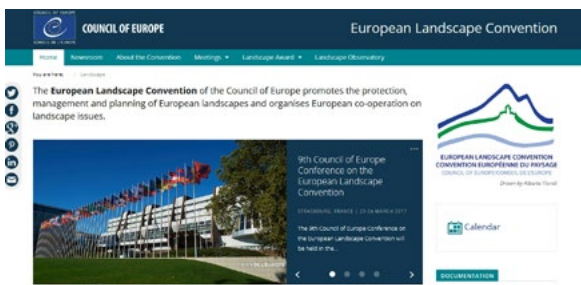 COUNCIL OF EUROPE
European Landscape Convention
Home Newsroom About the Convention Meetings Landscape Award Landscape Observatory
You are here: Landscape
The European Landscape Convention of the Council of Europe promotes the protection,
management and planning of European landscapes and organises European co-operation on
landscape issues.
9th Council of Europe
Conference on the
European Landscape
Convention
STRASBOURG, FRANCE | 23-24 MARCH 2017
The 9th Council of Europe Conference on
the European Landscape Convention will
be held in the...
EUROPEAN LANDSCAPE CONVENTION
CONVENTION EUROPÉENNE DU PAYSAGE
COUNCIL OF EUROPE/CONSEIL DE L'EUROPE
Calendar
DOCUMENTATION